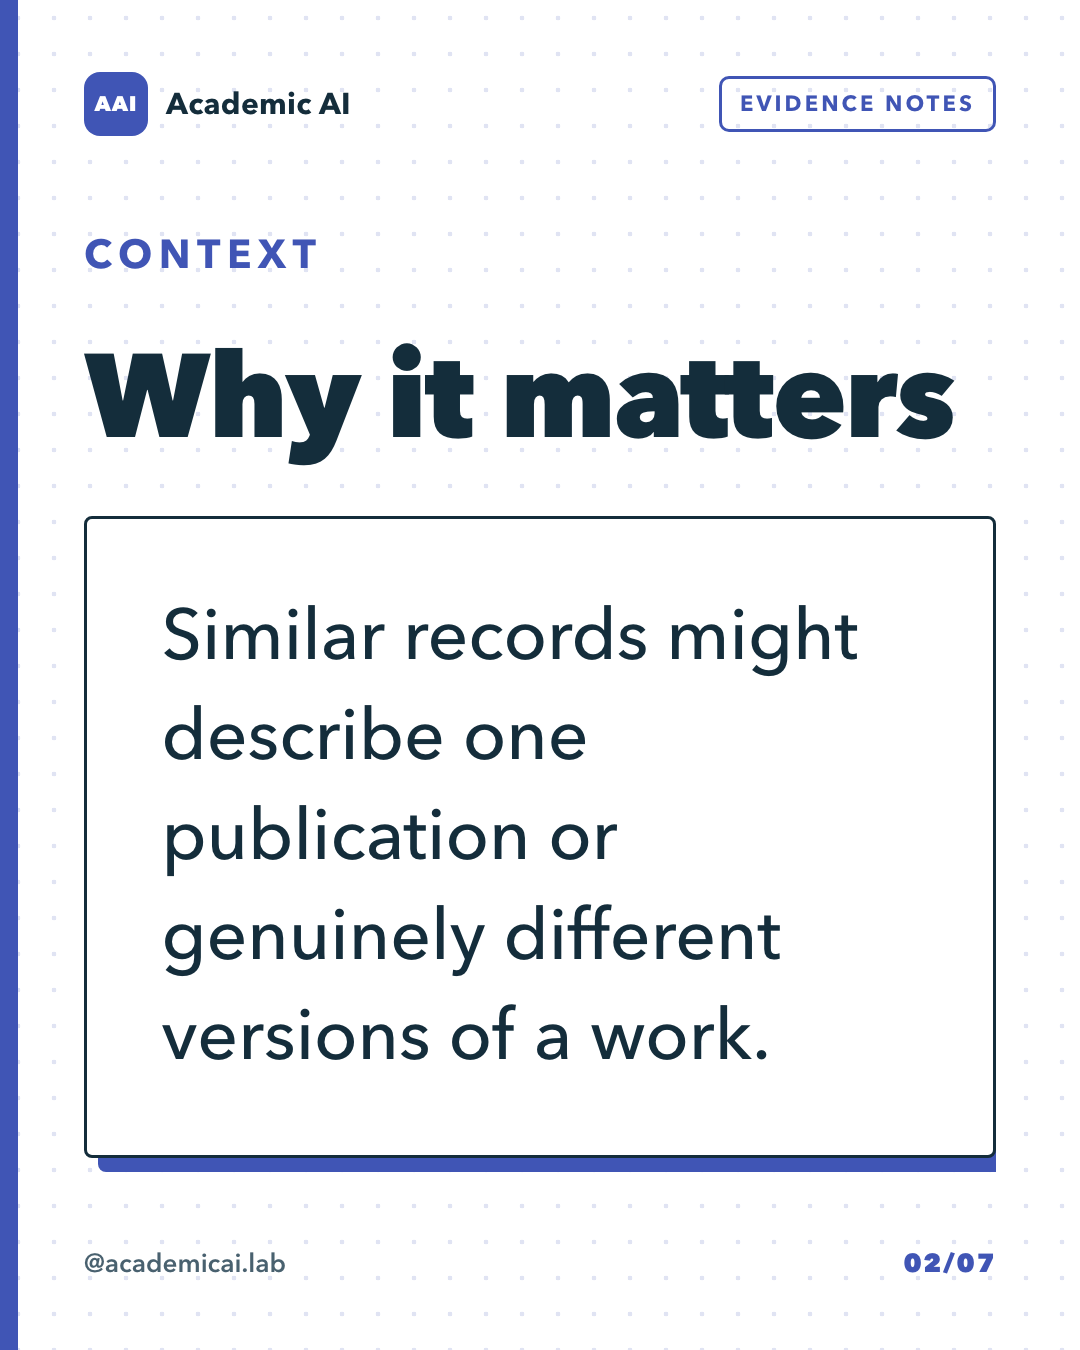 AAI
Academic AI
EVIDENCE NOTES
CONTEXT
Why it matters
Similar records might
describe one
publication or
genuinely different
versions of a work.
@academicai.lab
02/07